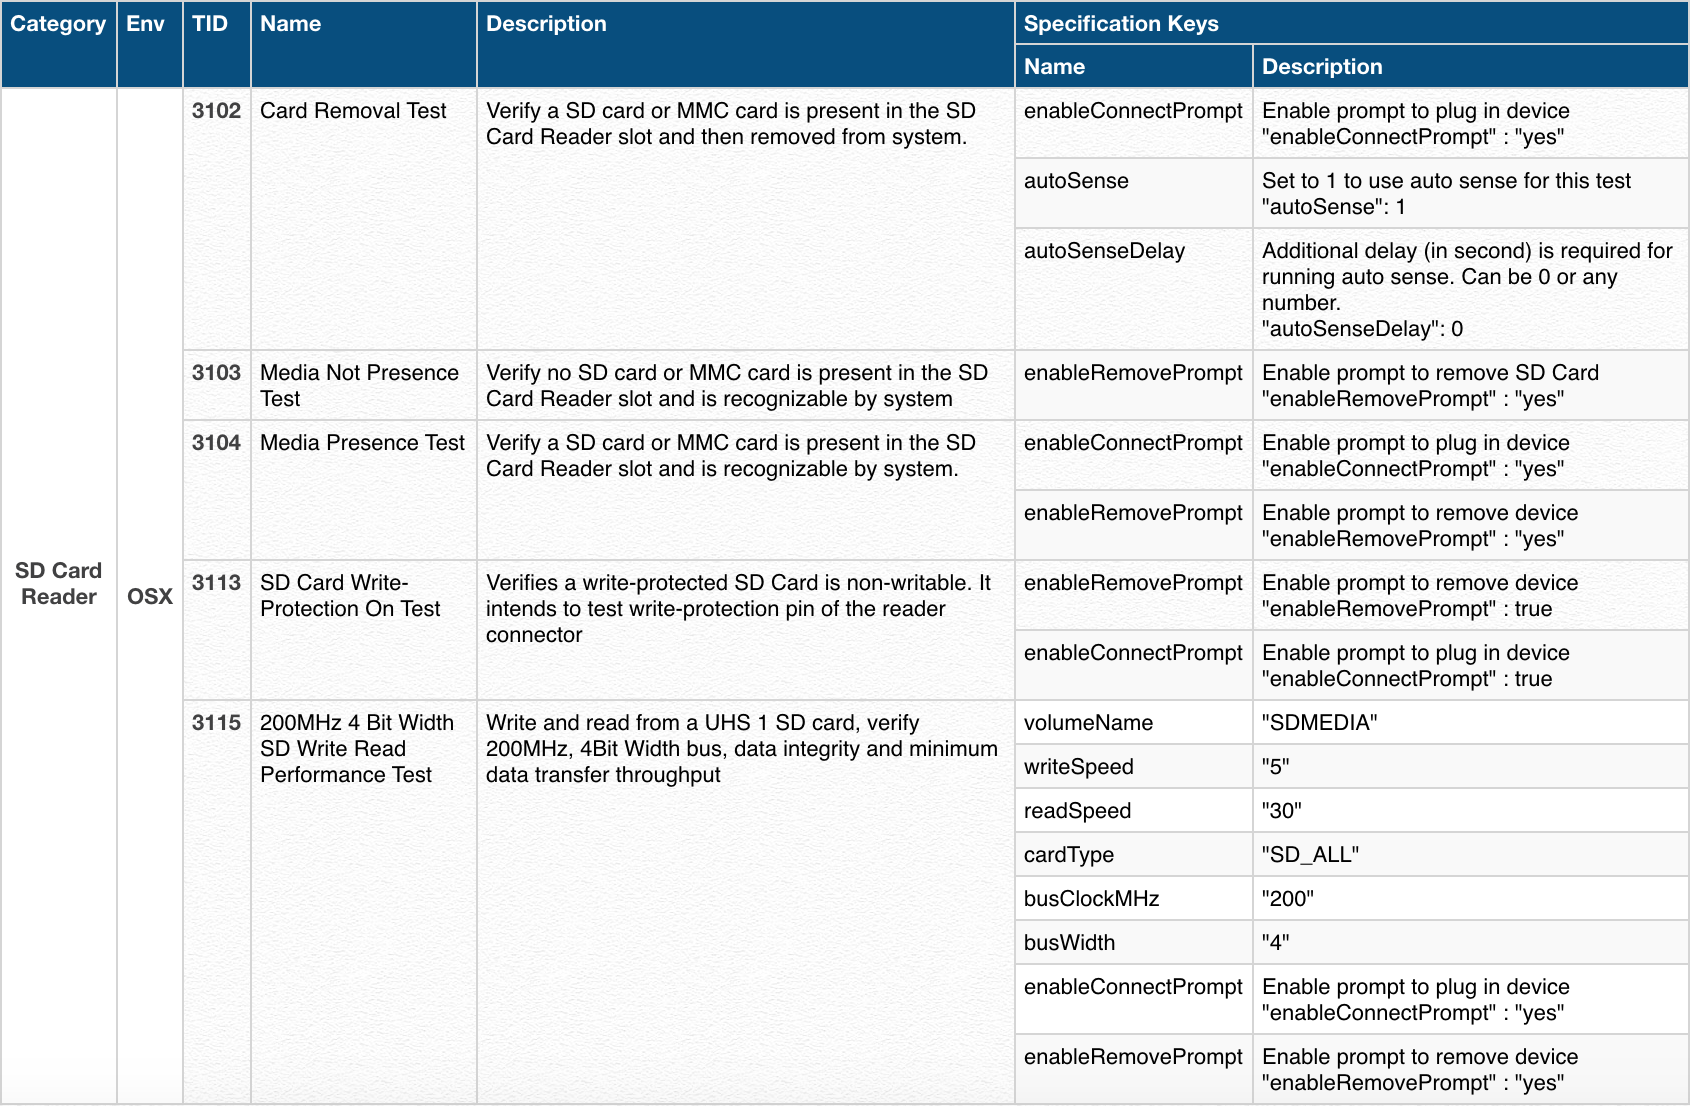 Category Env TID Name Description Specification Keys
Name Description
SD Card
Reader
OSX
3102 Card Removal Test
Verify a SD card or MMC card is present in the SD
Card Reader slot and then removed from system.
enableConnectPrompt
Enable prompt to plug in device
"enableConnectPrompt" : "yes"
autoSense
Set to 1 to use auto sense for this test
"autoSense": 1
autoSenseDelay
Additional delay (in second) is required for
running auto sense. Can be 0 or any
number.
"autoSenseDelay": 0
3103 Media Not Presence
Test
Verify no SD card or MMC card is present in the SD
Card Reader slot and is recognizable by system
enableRemovePrompt
Enable prompt to remove SD Card
"enableRemovePrompt" : "yes"
3104 Media Presence Test
Verify a SD card or MMC card is present in the SD
Card Reader slot and is recognizable by system.
enableConnectPrompt
Enable prompt to plug in device
"enableConnectPrompt" : "yes"
enableRemovePrompt
Enable prompt to remove device
"enableRemovePrompt" : "yes"
3113 SD Card Write-
Protection On Test
Verifies a write-protected SD Card is non-writable. It
intends to test write-protection pin of the reader
connector
enableRemovePrompt
Enable prompt to remove device
"enableRemovePrompt" : true
enableConnectPrompt
Enable prompt to plug in device
"enableConnectPrompt" : true
3115 200MHz 4 Bit Width
SD Write Read
Performance Test
Write and read from a UHS 1 SD card, verify
200MHz, 4Bit Width bus, data integrity and minimum
data transfer throughput
volumeName "SDMEDIA"
writeSpeed "5"
readSpeed "30"
cardType "SD_ALL"
busClockMHz "200"
busWidth "4"
enableConnectPrompt
Enable prompt to plug in device
"enableConnectPrompt" : "yes"
enableRemovePrompt
Enable prompt to remove device
"enableRemovePrompt" : "yes"